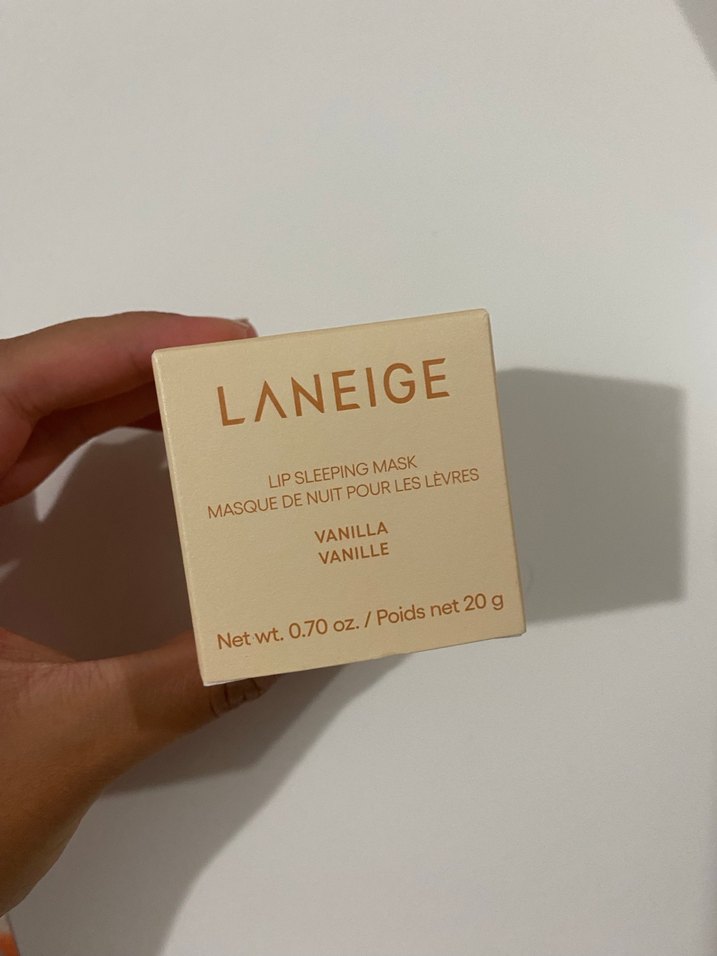 LANEIGE
LIP SLEEPING MASK
MASQUE DE NUIT POUR LES LÈVRES
VANILLA
VANILLE
Net wt. 0.70 oz. / Poids net 20 g